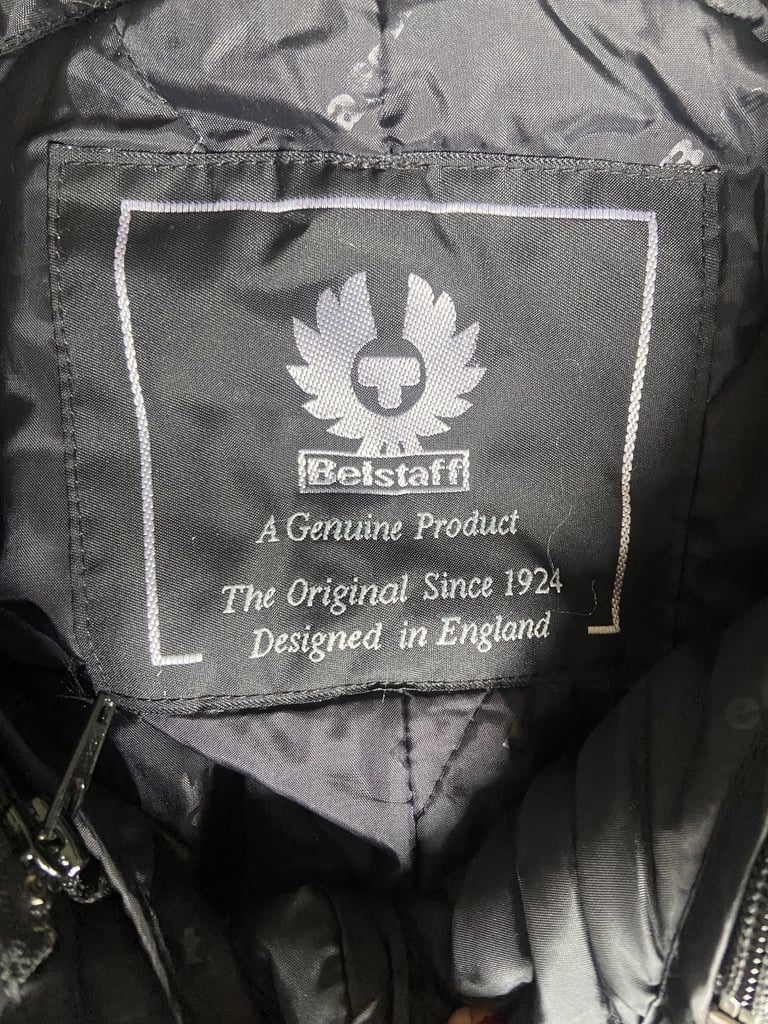 Belstaff
A Genuine Product
The Original Since 1924
Designed in England